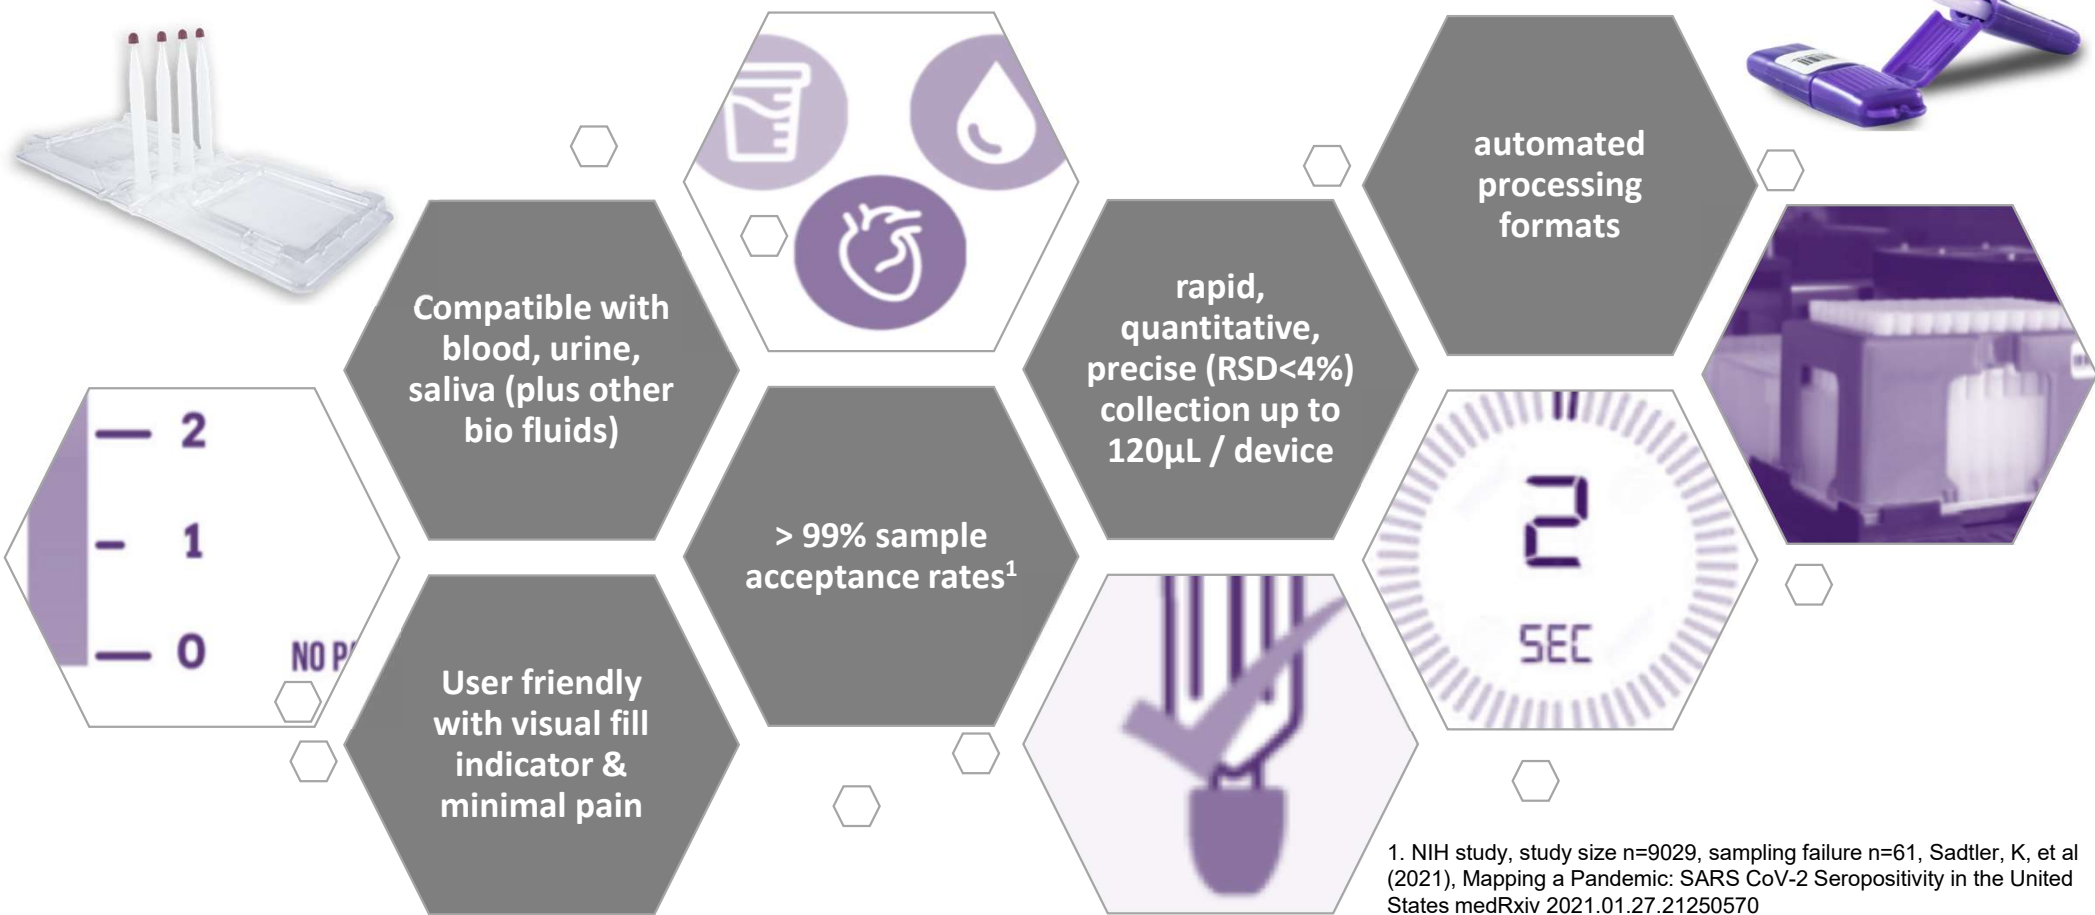 Compatible with
blood, urine,
saliva (plus other
bio fluids)
2
1
0
NO
User friendly
with visual fill
indicator &
minimal pain
> 99% sample
acceptance rates¹
rapid,
quantitative,
precise (RSD<4%)
collection up to
120µL / device
automated
processing
formats
2
SEC
1. NIH study, study size n=9029, sampling failure n=61, Sadtler, K, et al
(2021), Mapping a Pandemic: SARS CoV-2 Seropositivity in the United
States medRxiv 2021.01.27.21250570